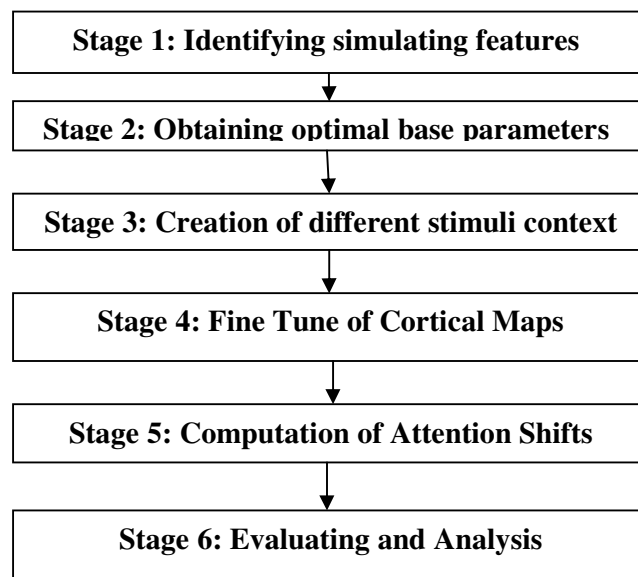 Stage 1: Identifying simulating features
Stage 2: Obtaining optimal base parameters
Stage 3: Creation of different stimuli context
Stage 4: Fine Tune of Cortical Maps
Stage 5: Computation of Attention Shifts
Stage 6: Evaluating and Analysis